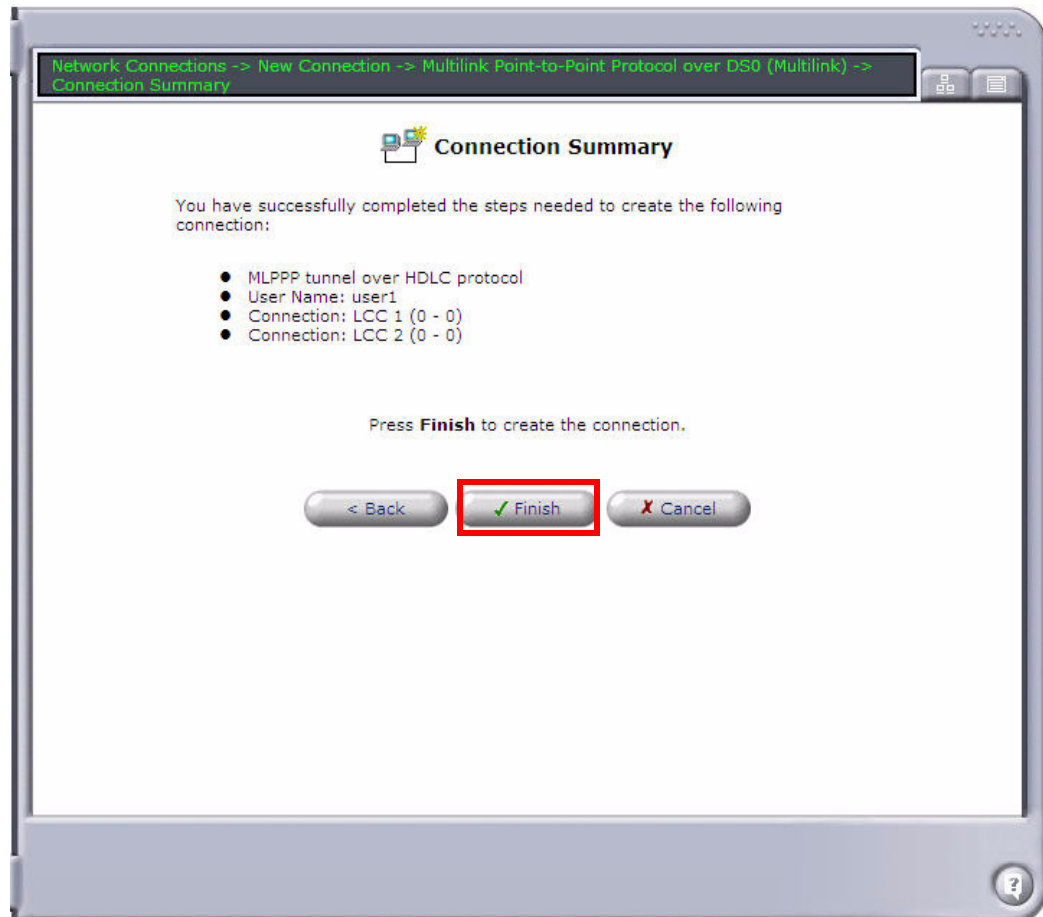 Network Connections -> New Connection -> Multilink Point-to-Point Protocol over DS0 (Multilink) ->
Connection Summary
Connection Summary
You have successfully completed the steps needed to create the following
connection:
● MLPPP tunnel over HDLC protocol
● User Name: user1
● Connection: LCC 1 (0 - 0)
● Connection: LCC 2 (0 - 0)
Press Finish to create the connection.
< Back ✓ Finish ✗ Cancel
?